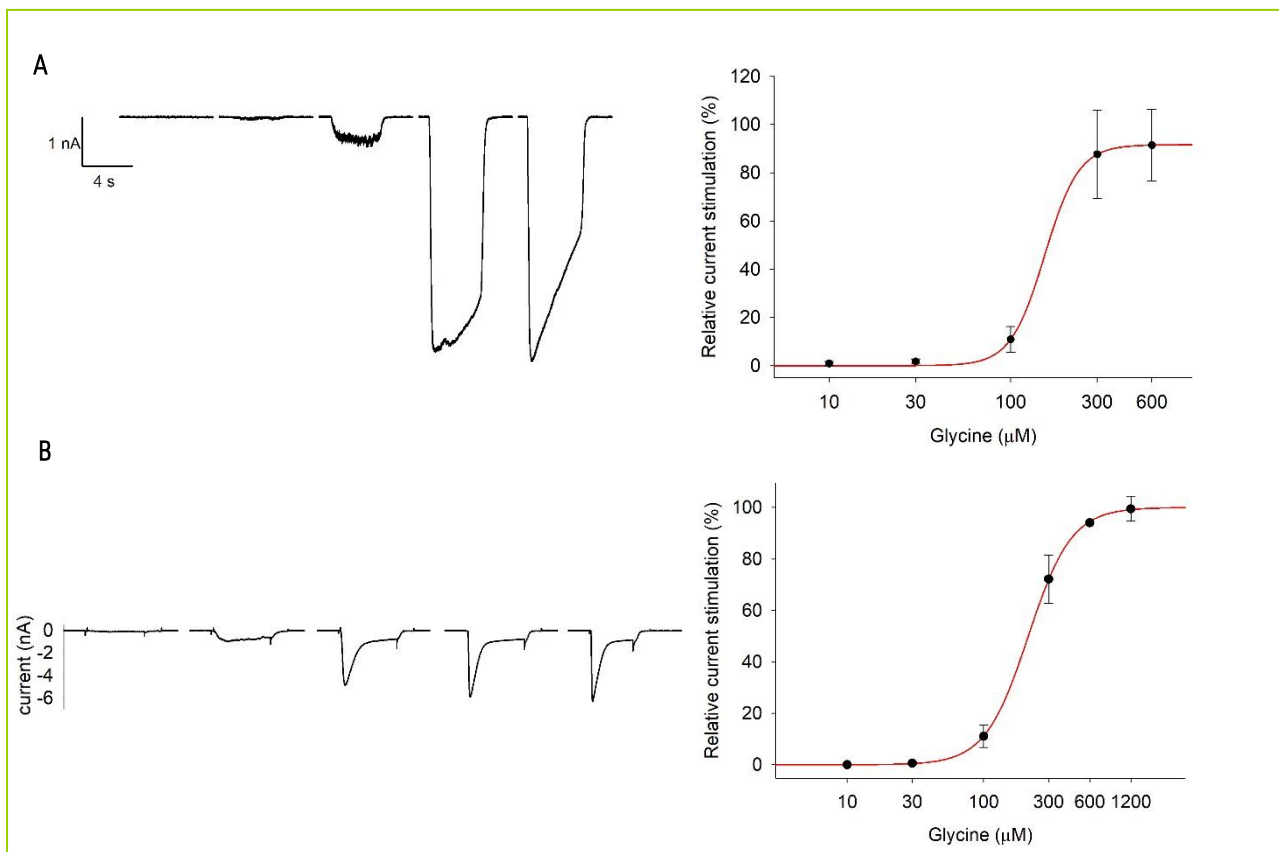 A
1 nA
4 s
Relative current stimulation (%)
120
100
80
60
40
20
0
10 30 100 300 600
Glycine (μM)
B
current (nA)
0
-2
-4
-6
Relative current stimulation (%)
100
80
60
40
20
0
10 30 100 300 600 1200
Glycine (μM)